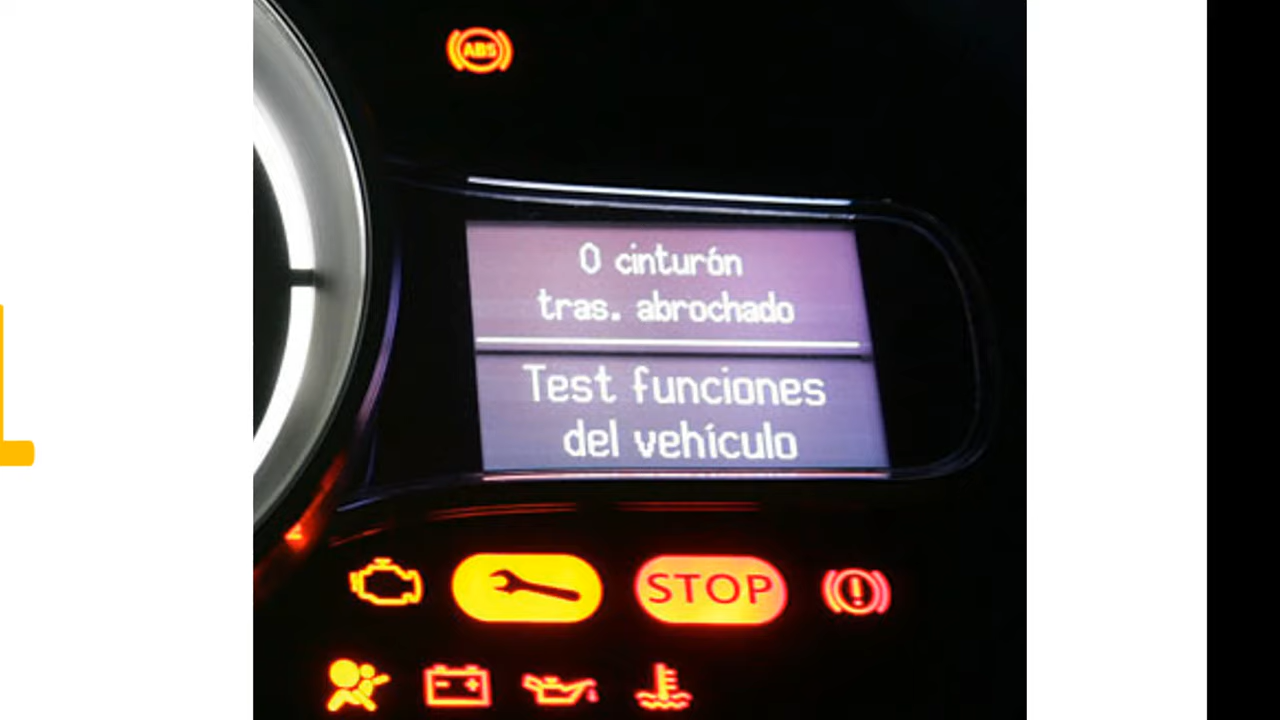 ABS
0 cinturón
tras. abrochado
Test funciones
del vehículo
STOP